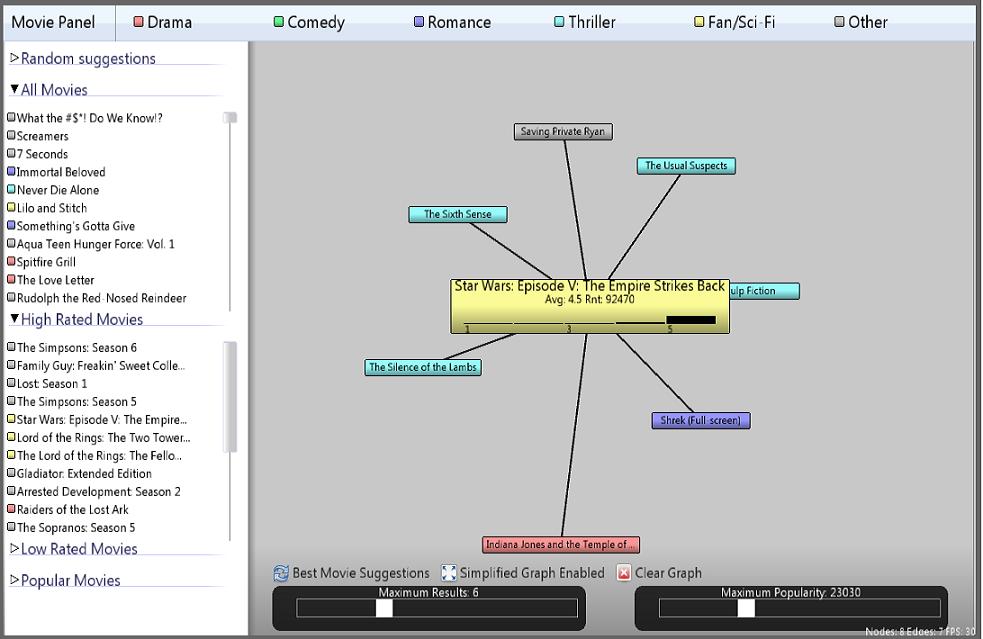 Movie Panel Drama Comedy Romance Thriller Fan/Sci-Fi Other
Random suggestions
All Movies
What the #$*! Do We Know!?
Screamers
7 Seconds
Immortal Beloved
Never Die Alone
Lilo and Stitch
Something's Gotta Give
Aqua Teen Hunger Force: Vol. 1
Spitfire Grill
The Love Letter
Rudolph the Red-Nosed Reindeer
High Rated Movies
The Simpsons: Season 6
Family Guy: Freakin' Sweet Colle...
Lost: Season 1
The Simpsons: Season 5
Star Wars: Episode V: The Empire...
Lord of the Rings: The Two Tower...
The Lord of the Rings: The Fello...
Gladiator: Extended Edition
Arrested Development: Season 2
Raiders of the Lost Ark
The Sopranos: Season 5
Low Rated Movies
Popular Movies
Saving Private Ryan
The Usual Suspects
The Sixth Sense
Star Wars: Episode V: The Empire Strikes Back
Avg: 4.5 Rnt: 92470
1 3 5
ulp Fiction
The Silence of the Lambs
Shrek (Full-screen)
Indiana Jones and the Temple of ...
Best Movie Suggestions Simplified Graph Enabled Clear Graph
Maximum Results: 6 Maximum Popularity: 23030
Nodes: 8 Edges: 7 FPS: 30